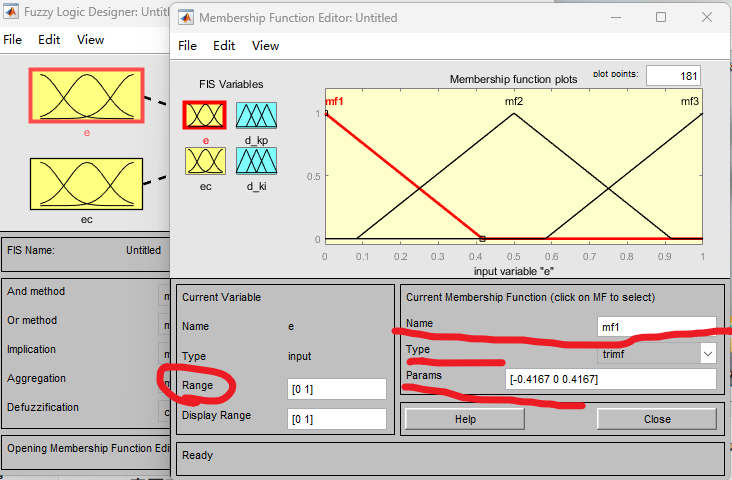 Fuzzy Logic Designer: Untitl
File Edit View
e
ec
FIS Name: Untitled
And method
Or method
Implication
Aggregation
Defuzzification
Opening Membership Function Edi
Membership Function Editor: Untitled
File Edit View
FIS Variables
e
d_kp
ec
d_ki
Membership function plots
plot points: 181
mf1 mf2 mf3
1
0.5
0
0 0.1 0.2 0.3 0.4 0.5 0.6 0.7 0.8 0.9 1
input variable "e"
Current Variable
Name e
Type input
Range [0 1]
Display Range [0 1]
Current Membership Function (click on MF to select)
Name mf1
Type trimf
Params [-0.4167 0 0.4167]
Help Close
Ready